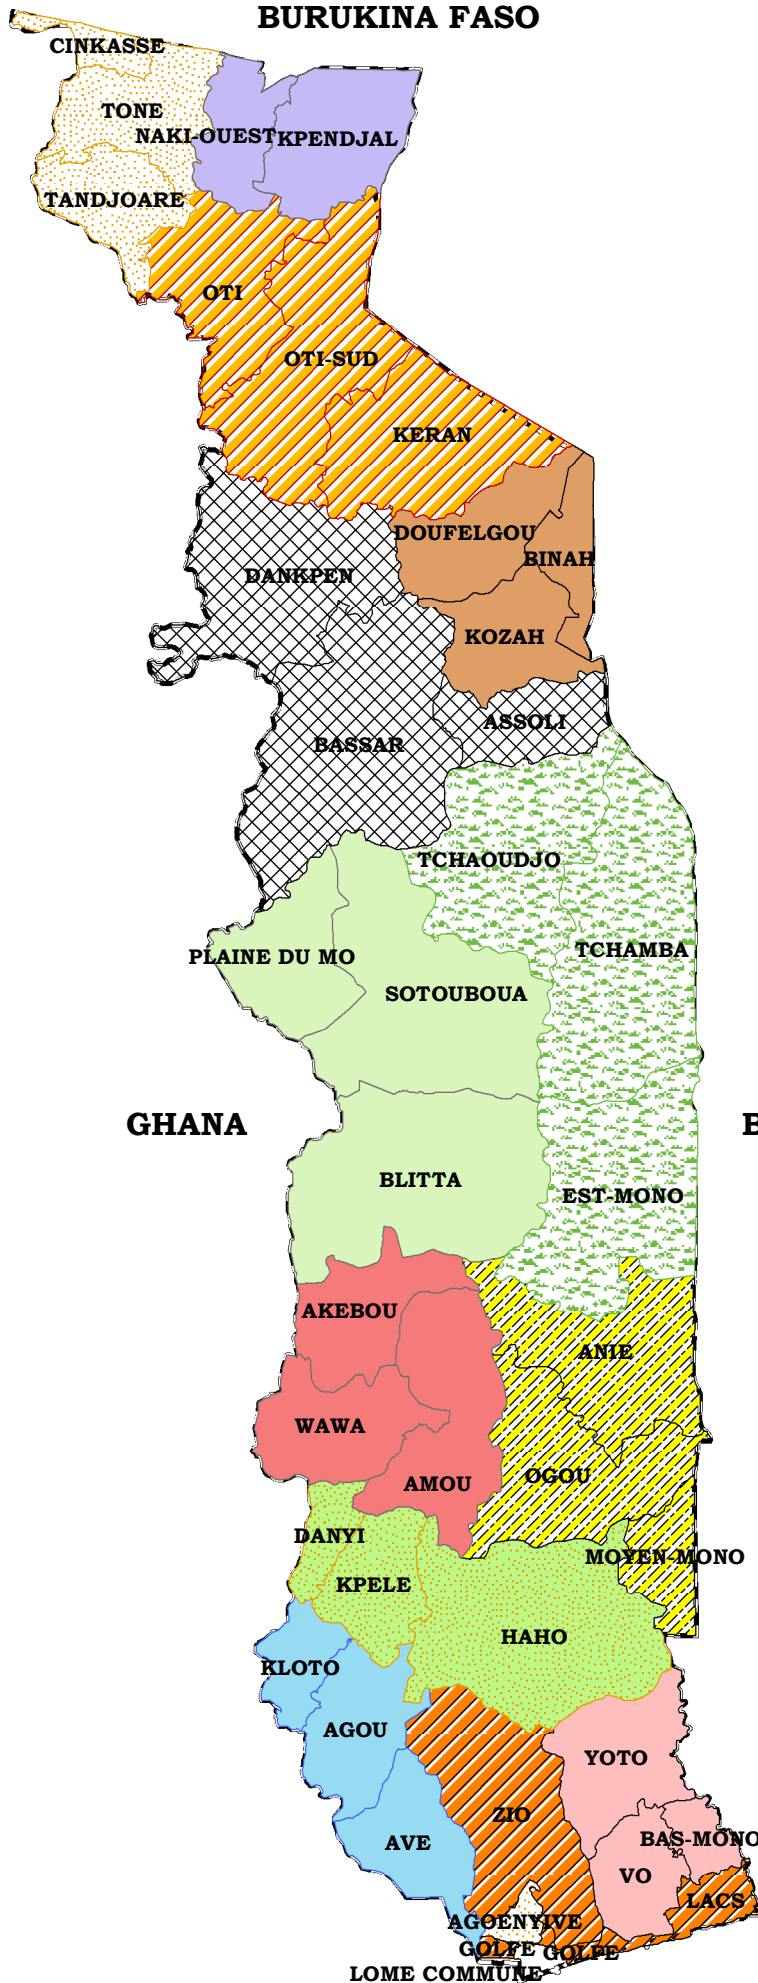 BURUKINA FASO
CINKASSE
TONE
NAKI-OUEST
KPENDJAL
TANDJOARE
OTI
OTI-SUD
KERAN
DOUFELGOU
BINAH
DANKPEN
KOZAH
ASSOLI
BASSAR
TCHAOUDJO
TCHAMBA
PLAINE DU MO
SOTOUBOUA
GHANA
B
BLITTA
EST-MONO
AKEBOU
ANIE
WAWA
OGOU
AMOU
DANYI
MOYEN-MONO
KPELE
HAHO
KLOTO
AGOU
YOTO
ZIO
BAS-MONO
AVE
VO
LACS
AGOENYIVE
GOLFE
GOLFE
LOME COMMUNE